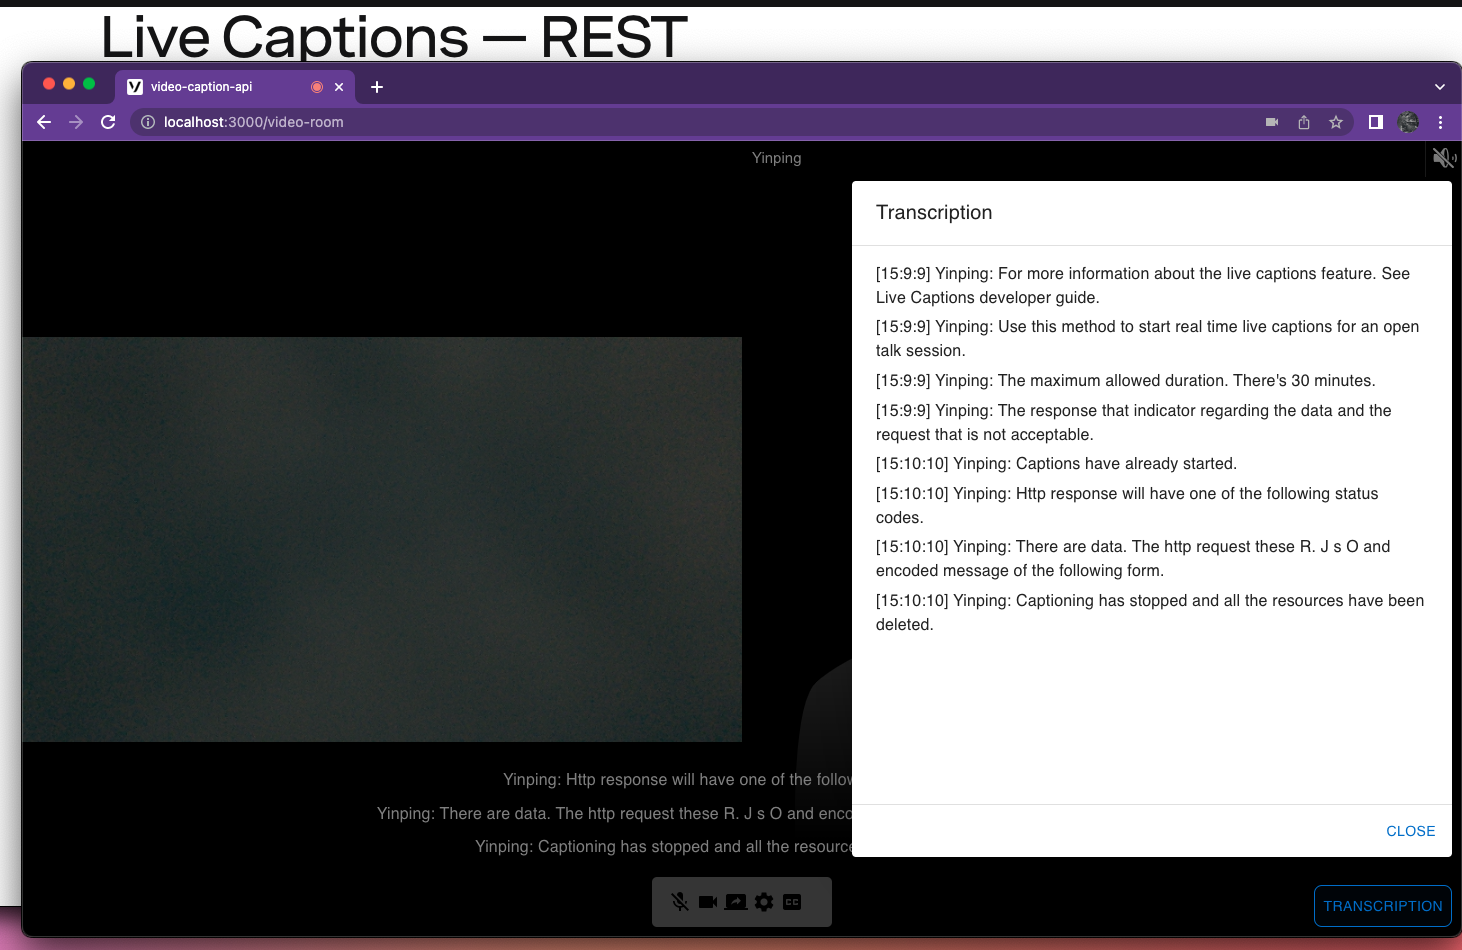 Live Captions — REST
video-caption-api
localhost:3000/video-room
Yinping
Transcription
[15:9:9] Yinping: For more information about the live captions feature. See
Live Captions developer guide.
[15:9:9] Yinping: Use this method to start real time live captions for an open
talk session.
[15:9:9] Yinping: The maximum allowed duration. There's 30 minutes.
[15:9:9] Yinping: The response that indicator regarding the data and the
request that is not acceptable.
[15:10:10] Yinping: Captions have already started.
[15:10:10] Yinping: Http response will have one of the following status
codes.
[15:10:10] Yinping: There are data. The http request these R. J s O and
encoded message of the following form.
[15:10:10] Yinping: Captioning has stopped and all the resources have been
deleted.
CLOSE
Yinping: Http response will have one of the follow
Yinping: There are data. The http request these R. J s O and enco
Yinping: Captioning has stopped and all the resource
CC
TRANSCRIPTION